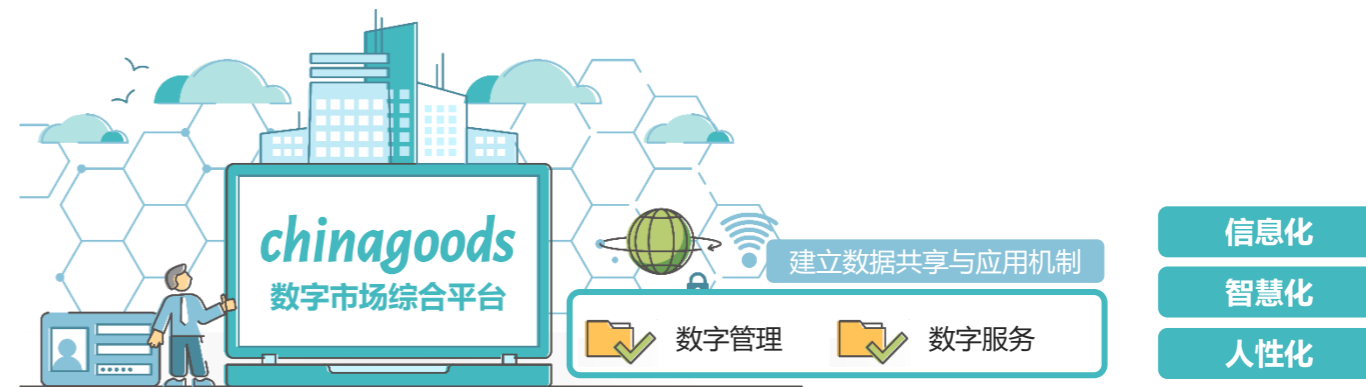 chinagoods
数字市场综合平台
建立数据共享与应用机制
数字管理
数字服务
信息化
智慧化
人性化